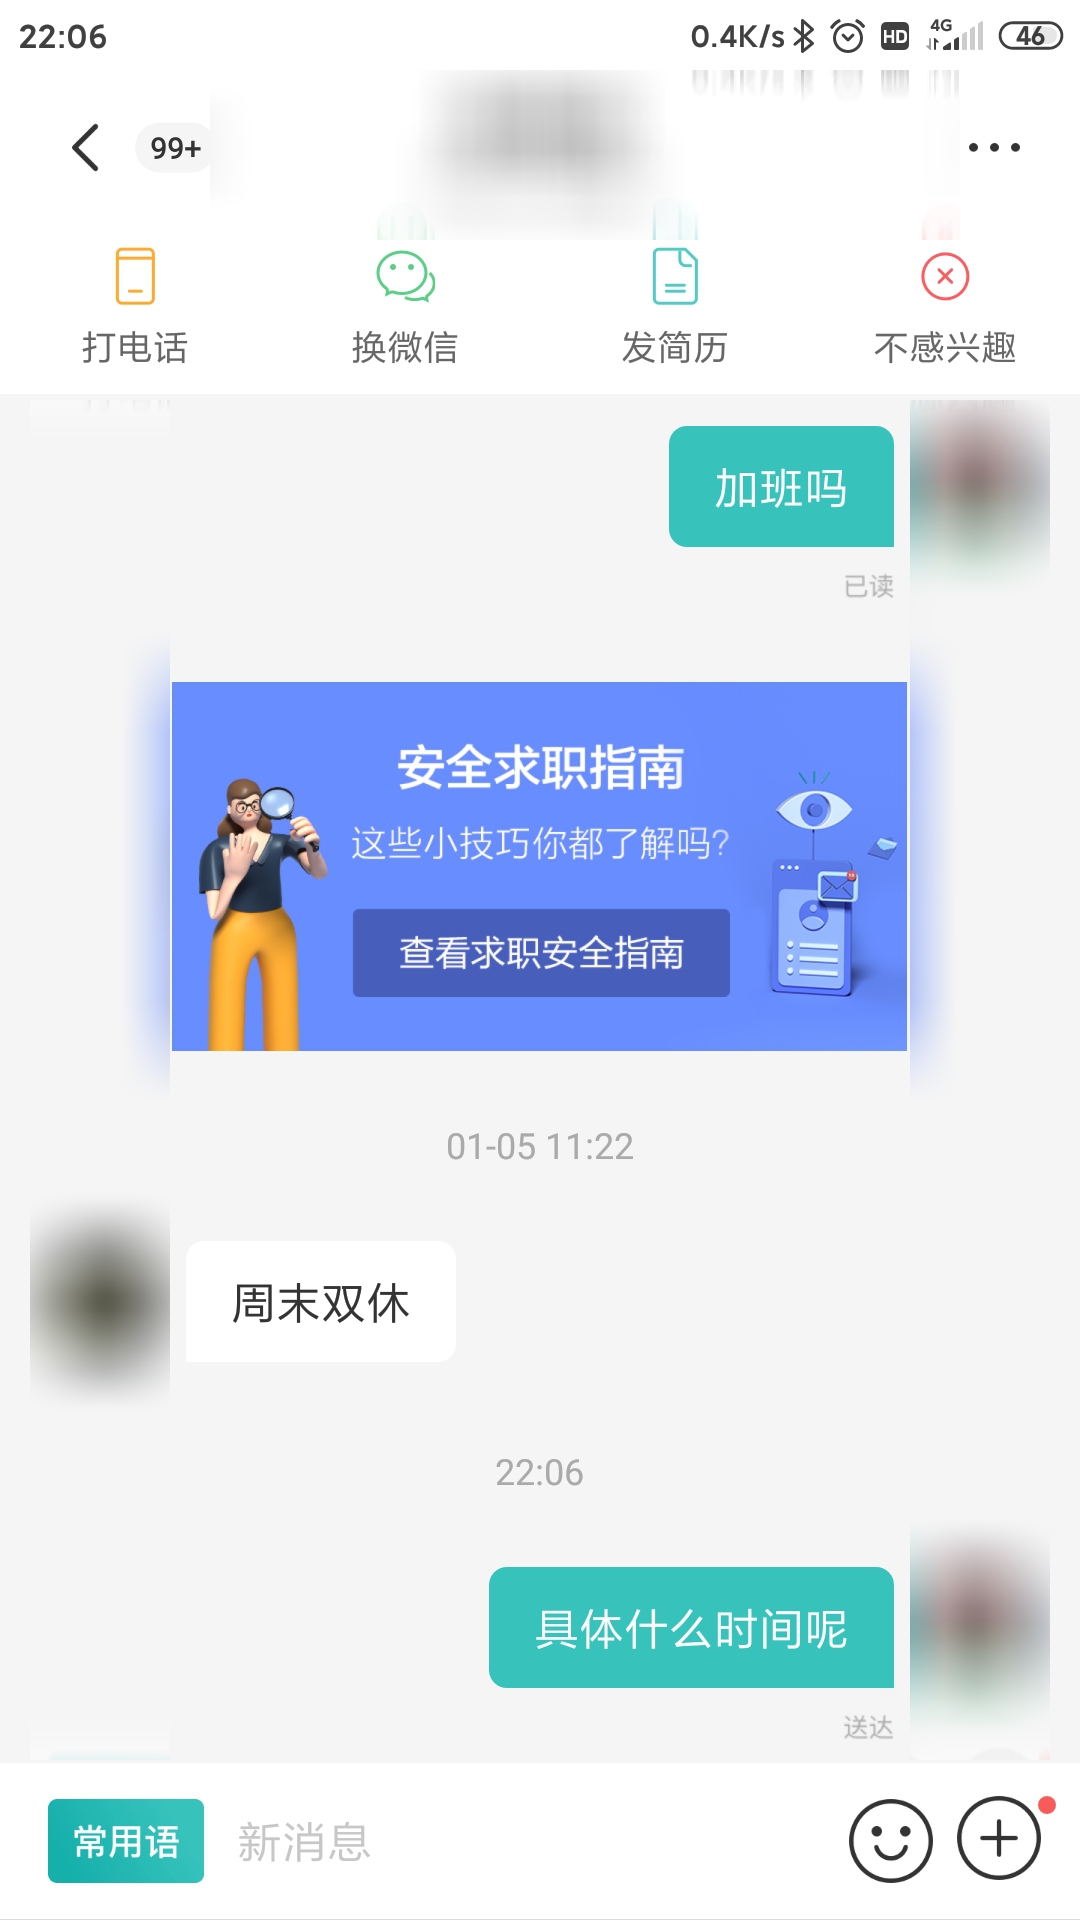 22:06
0.4K/s HD 4G 46
99+
打电话 换微信 发简历 不感兴趣
加班吗
已读
安全求职指南
这些小技巧你都了解吗?
查看求职安全指南
01-05 11:22
周末双休
22:06
具体什么时间呢
送达
常用语 新消息